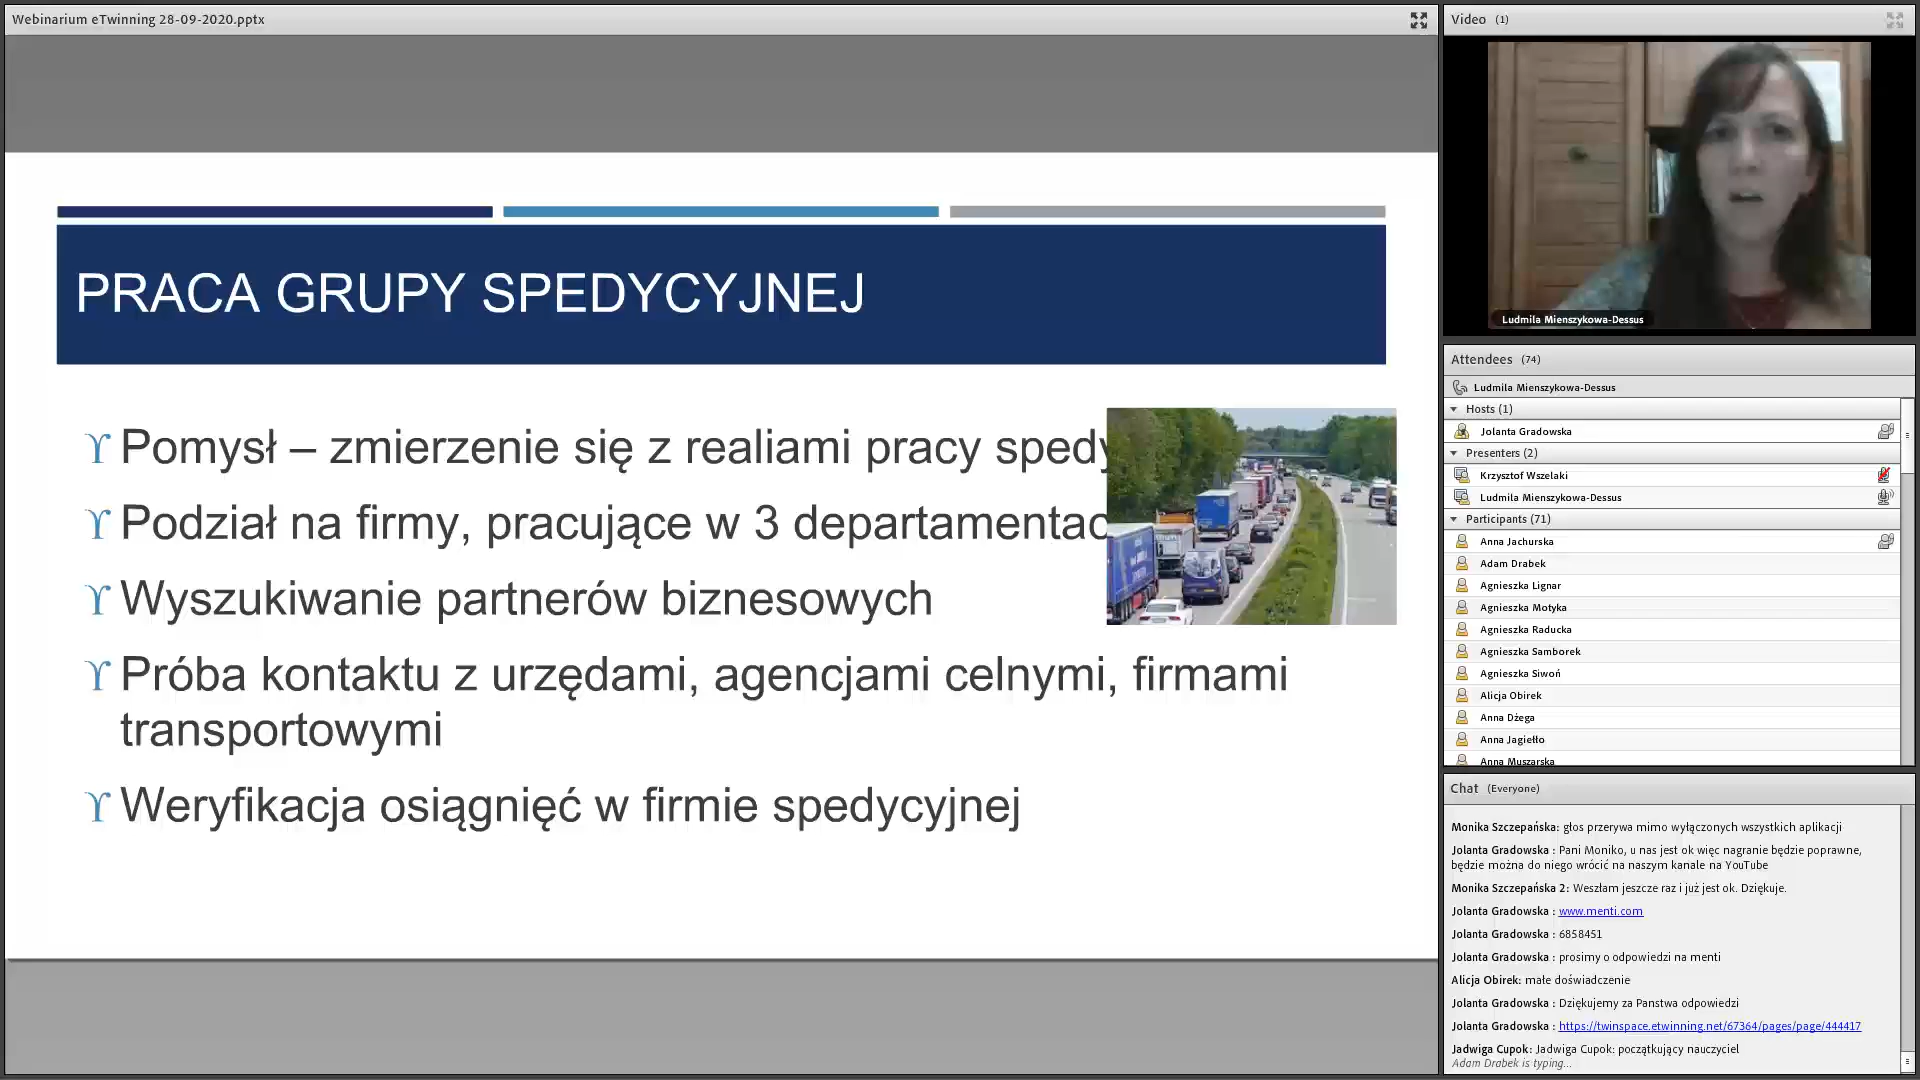 Webinarium eTwinning 28-09-2020.pptx
PRACA GRUPY SPEDYCYJNEJ
Pomysł – zmierzenie się z realiami pracy spedy
Podział na firmy, pracujące w 3 departamentac
Wyszukiwanie partnerów biznesowych
Próba kontaktu z urzędami, agencjami celnymi, firmami
transportowymi
Weryfikacja osiągnięć w firmie spedycyjnej
Video (1)
Ludmila Mienszykowa-Dessus
Attendees (74)
Ludmila Mienszykowa-Dessus
Hosts (1)
Jolanta Gradowska
Presenters (2)
Krzysztof Wszelaki
Ludmila Mienszykowa-Dessus
Participants (71)
Anna Jachurska
Adam Drabek
Agnieszka Lignar
Agnieszka Motyka
Agnieszka Raducka
Agnieszka Samborek
Agnieszka Siwoń
Alicja Obirek
Anna Dżega
Anna Jagiełło
Anna Muszarska
Chat (Everyone)
Monika Szczepańska: głos przerywa mimo wyłączonych wszystkich aplikacji
Jolanta Gradowska : Pani Moniko, u nas jest ok więc nagranie będzie poprawne,
będzie można do niego wrócić na naszym kanale na YouTube
Monika Szczepańska 2: Weszłam jeszcze raz i już jest ok. Dziękuje.
Jolanta Gradowska : www.menti.com
Jolanta Gradowska : 6858451
Jolanta Gradowska : prosimy o odpowiedzi na menti
Alicja Obirek: małe doświadczenie
Jolanta Gradowska : Dziękujemy za Panstwa odpowiedzi
Jolanta Gradowska : https://twinspace.etwinning.net/67364/pages/page/444417
Jadwiga Cupok: Jadwiga Cupok: początkujący nauczyciel
Adam Drabek is typing...